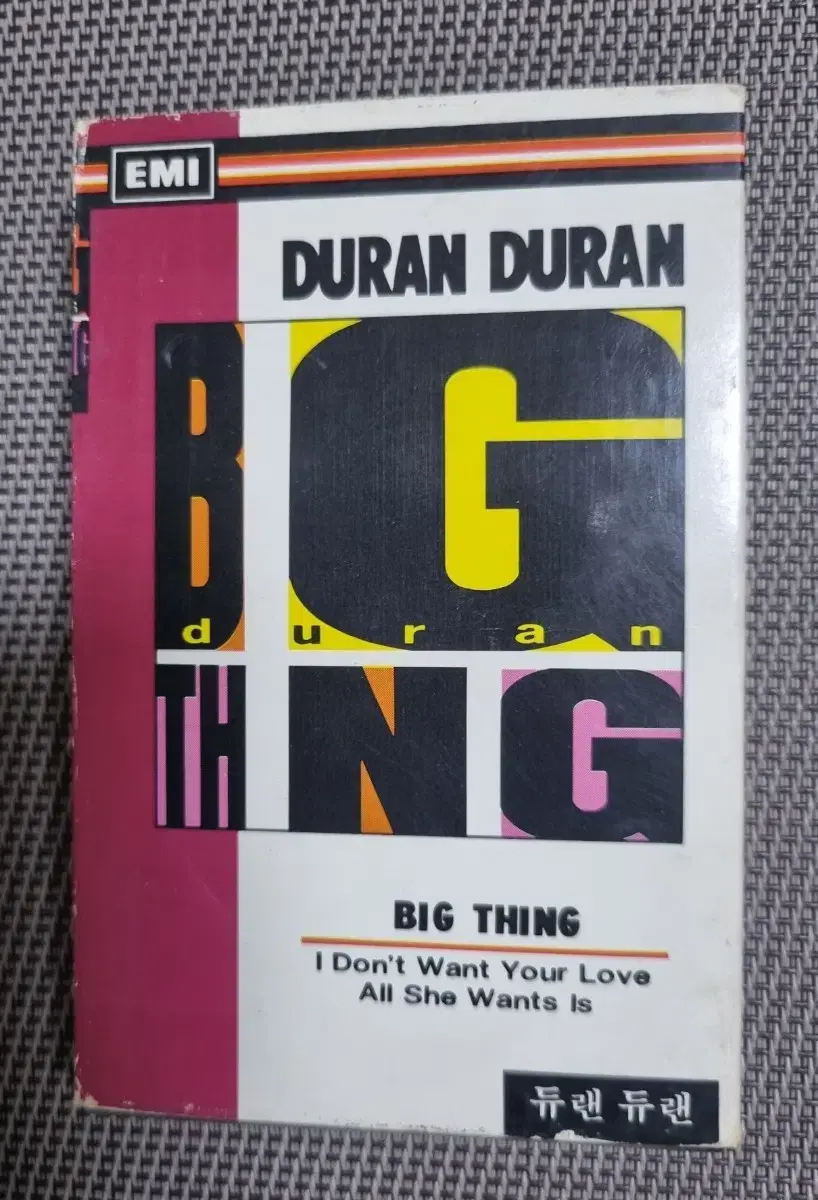 EMI
DURAN DURAN
BIG
duran
THING
BIG THING
I Don't Want Your Love
All She Wants Is
듀랜 듀랜